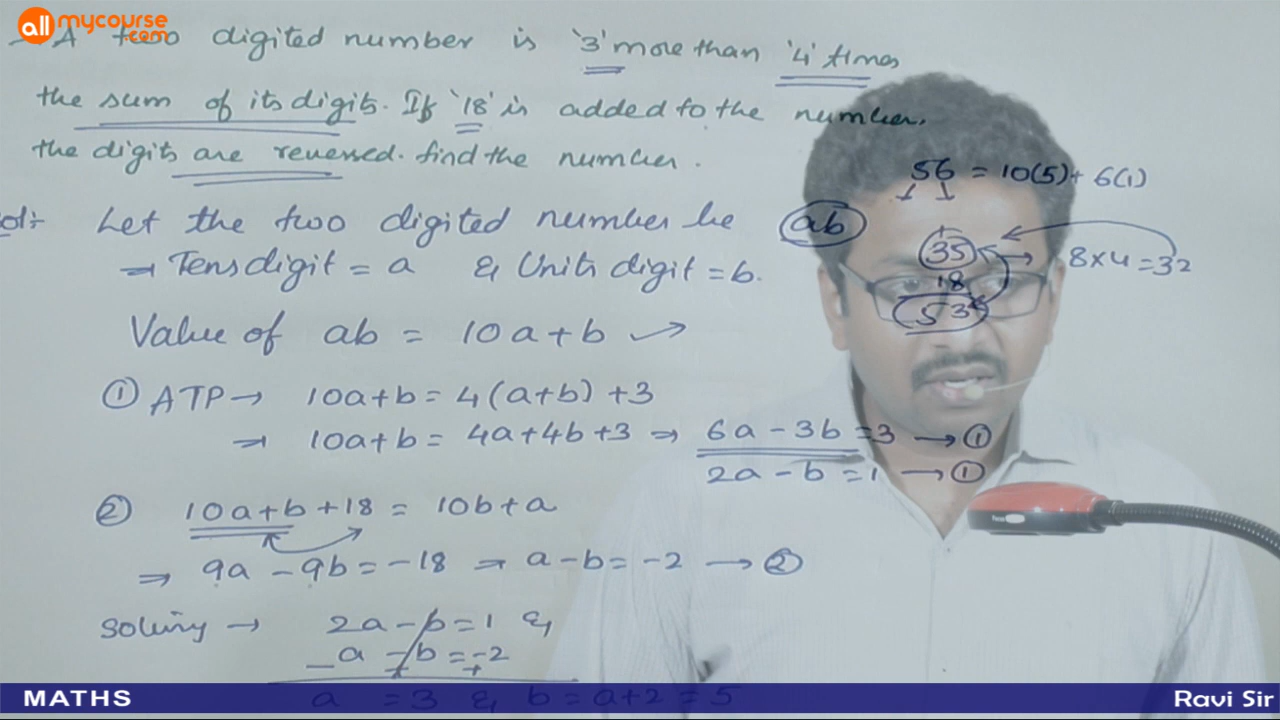 all mycourse.com
A two digited number is '3' more than '4' times
the sum of its digits. If '18' is added to the number,
the digits are reversed. find the number.
56 = 10(5) + 6(1)
Sol:- Let the two digited number be ab
⇒ Tens digit = a & Units digit = b.
35
8×4 = 32
18
53
Value of ab = 10a+b
① ATP → 10a+b = 4(a+b) +3
⇒ 10a+b = 4a+4b+3 ⇒ 6a - 3b = 3 → ①
2a - b = 1 → ①
② 10a+b+18 = 10b+a
⇒ 9a - 9b = -18 ⇒ a-b = -2 → ②
Solving → 2a - b = 1 &
a - b = -2
- + +
a = 3 & b = a+2 = 5
MATHS
Ravi Sir